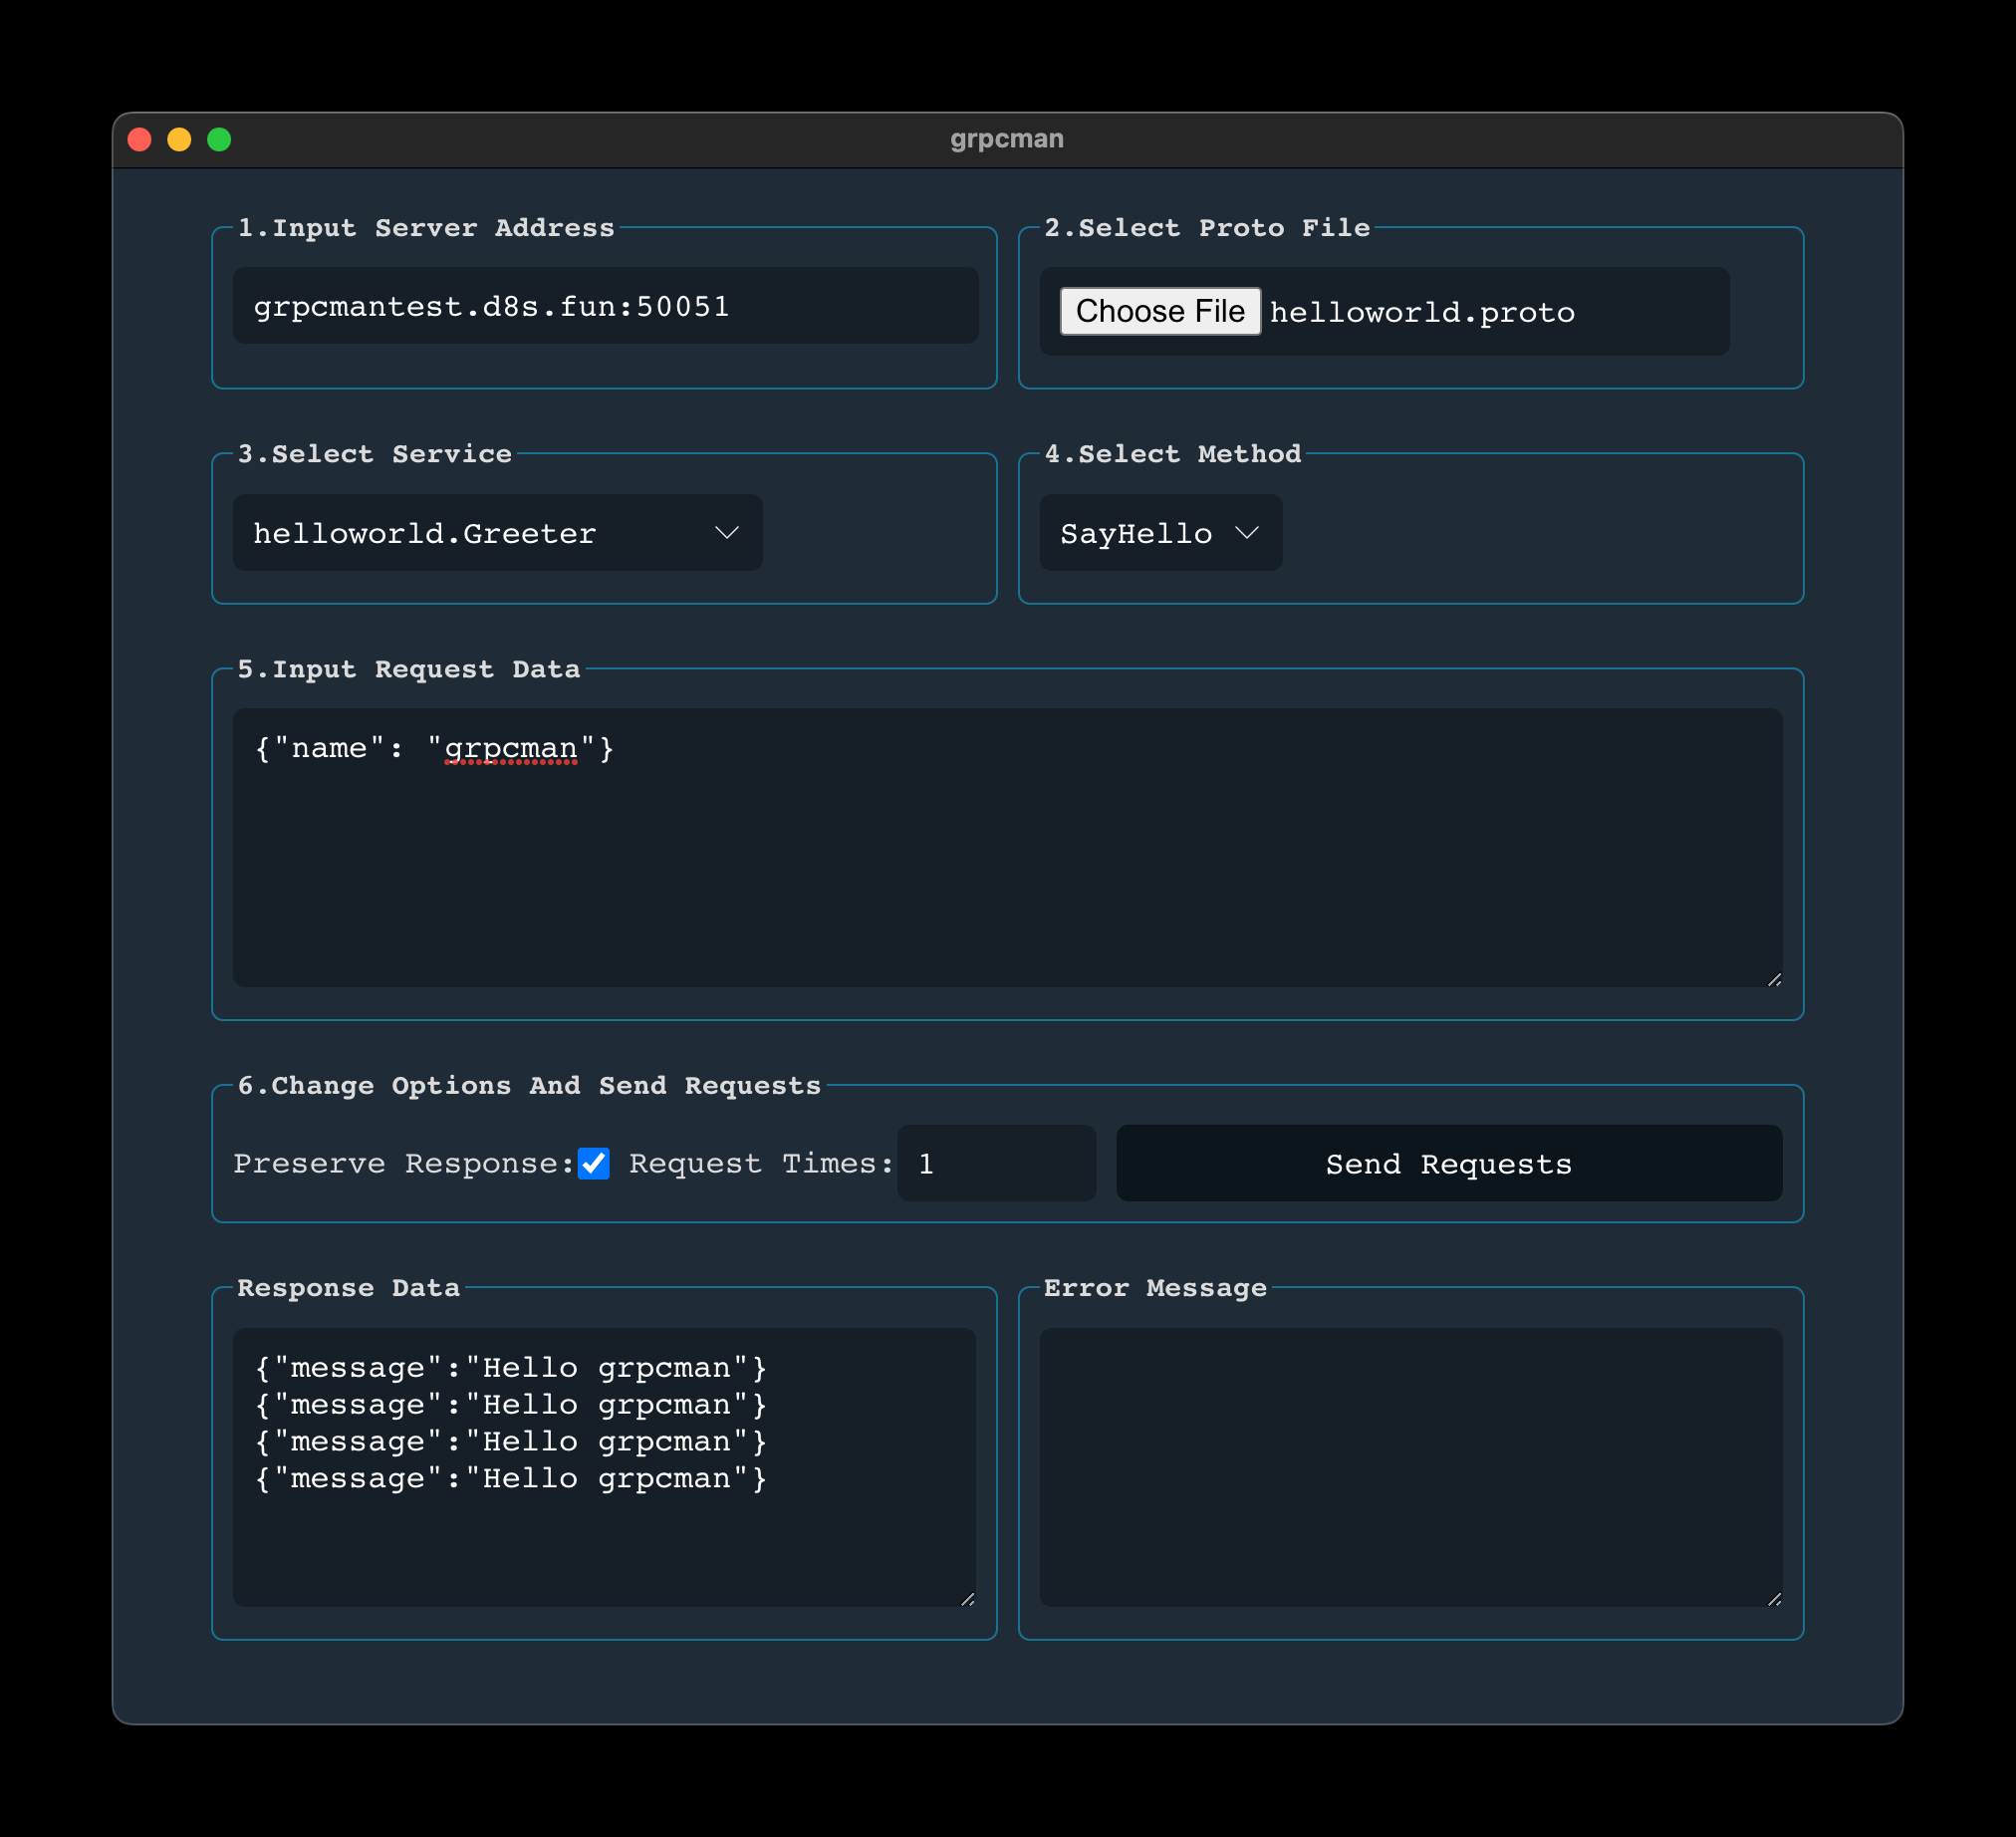 grpcman
1.Input Server Address
grpcmantest.d8s.fun:50051
2.Select Proto File
Choose File helloworld.proto
3.Select Service
helloworld.Greeter
4.Select Method
SayHello
5.Input Request Data
{"name": "grpcman"}
6.Change Options And Send Requests
Preserve Response: Request Times: 1 Send Requests
Response Data
{"message":"Hello grpcman"}
{"message":"Hello grpcman"}
{"message":"Hello grpcman"}
{"message":"Hello grpcman"}
Error Message